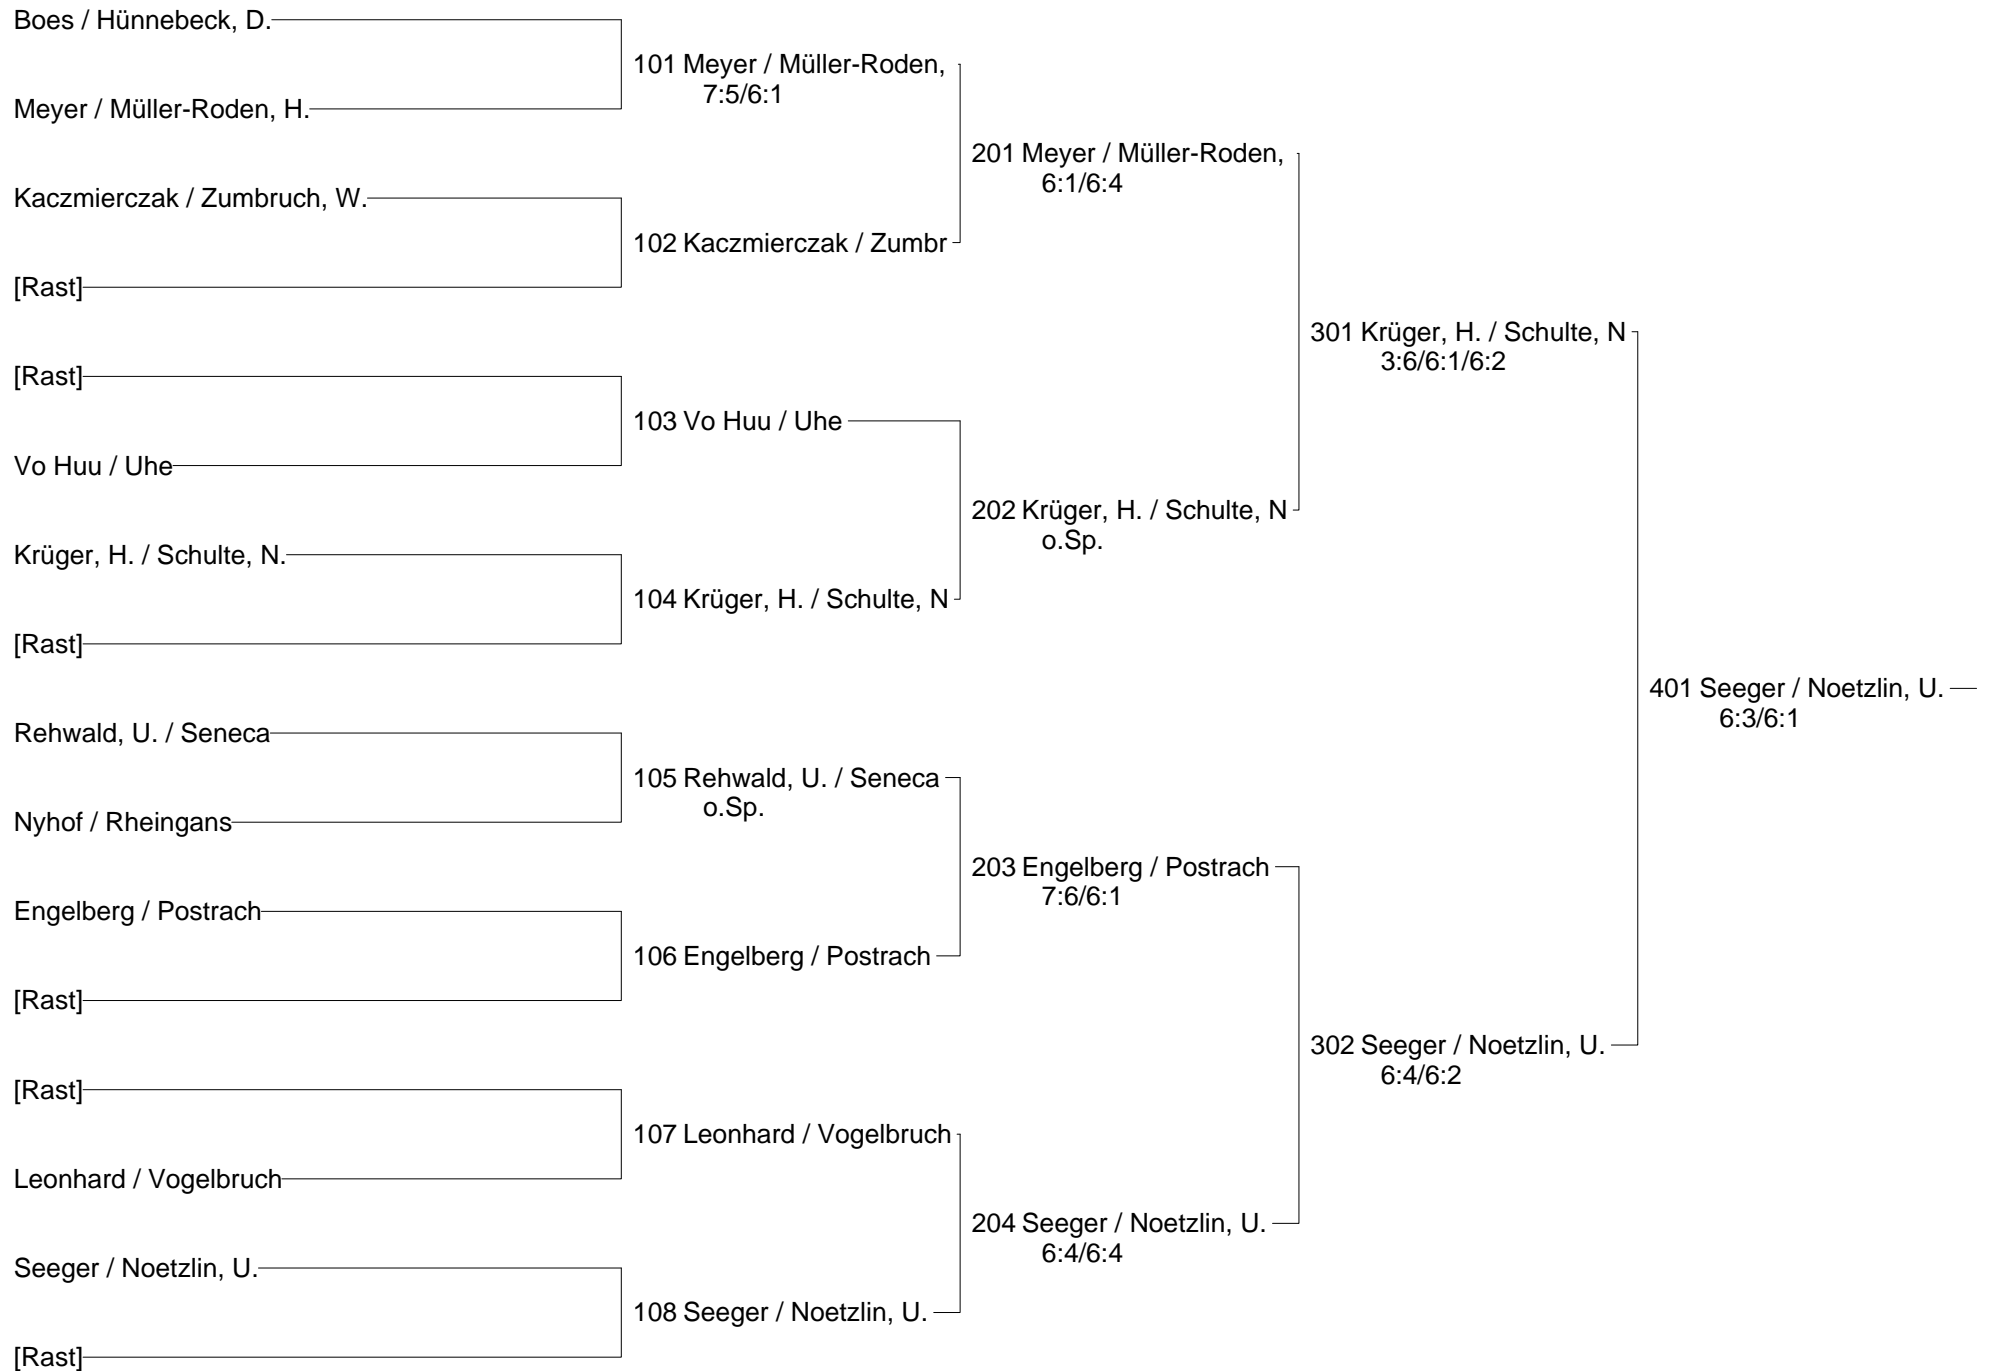 Boes / Hünnebeck, D.
Meyer / Müller-Roden, H.
Kaczmierczak / Zumbruch, W.
[Rast]
[Rast]
Vo Huu / Uhe
Krüger, H. / Schulte, N.
[Rast]
Rehwald, U. / Seneca
Nyhof / Rheingans
Engelberg / Postrach
[Rast]
[Rast]
Leonhard / Vogelbruch
Seeger / Noetzlin, U.
[Rast]
101 Meyer / Müller-Roden,
7:5/6:1
102 Kaczmierczak / Zumbr
103 Vo Huu / Uhe
104 Krüger, H. / Schulte, N
105 Rehwald, U. / Seneca
o.Sp.
106 Engelberg / Postrach
107 Leonhard / Vogelbruch
108 Seeger / Noetzlin, U.
201 Meyer / Müller-Roden,
6:1/6:4
202 Krüger, H. / Schulte, N
o.Sp.
203 Engelberg / Postrach
7:6/6:1
204 Seeger / Noetzlin, U.
6:4/6:4
301 Krüger, H. / Schulte, N
3:6/6:1/6:2
302 Seeger / Noetzlin, U.
6:4/6:2
401 Seeger / Noetzlin, U.
6:3/6:1